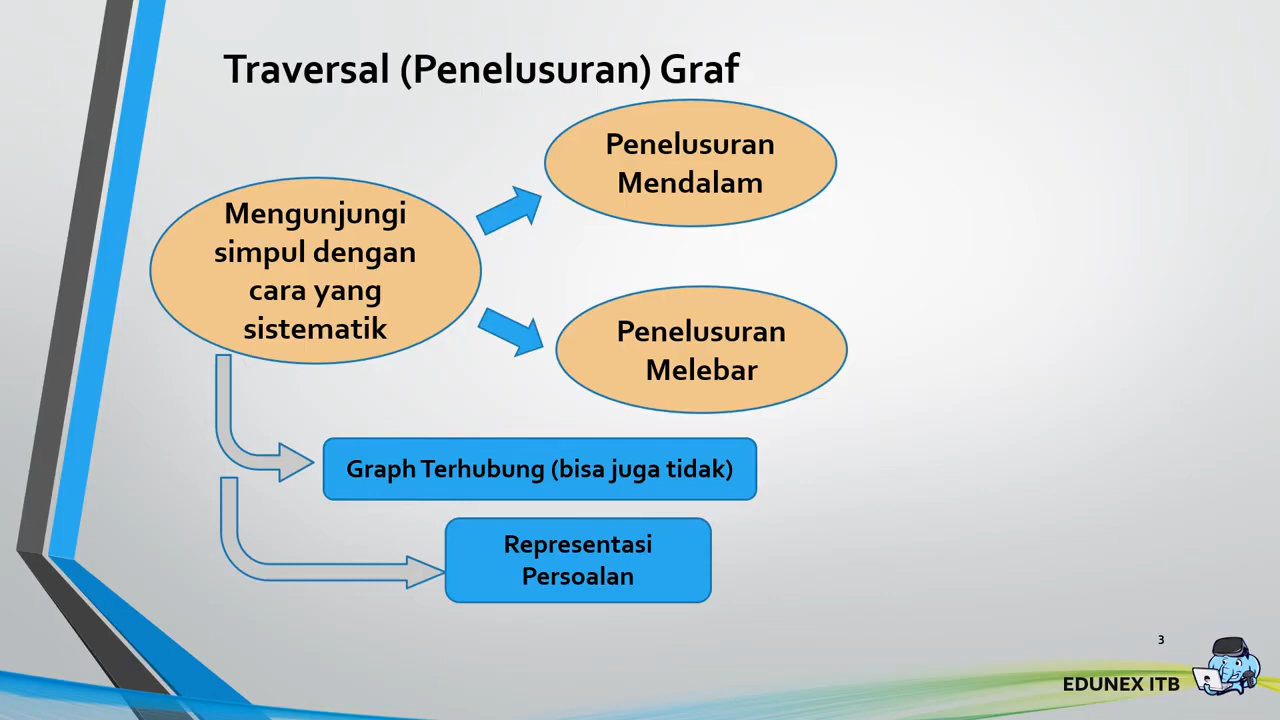 Traversal (Penelusuran) Graf
Penelusuran
Mendalam
Mengunjungi
simpul dengan
cara yang
sistematik
Penelusuran
Melebar
Graph Terhubung (bisa juga tidak)
Representasi
Persoalan
3
EDUNEX ITB